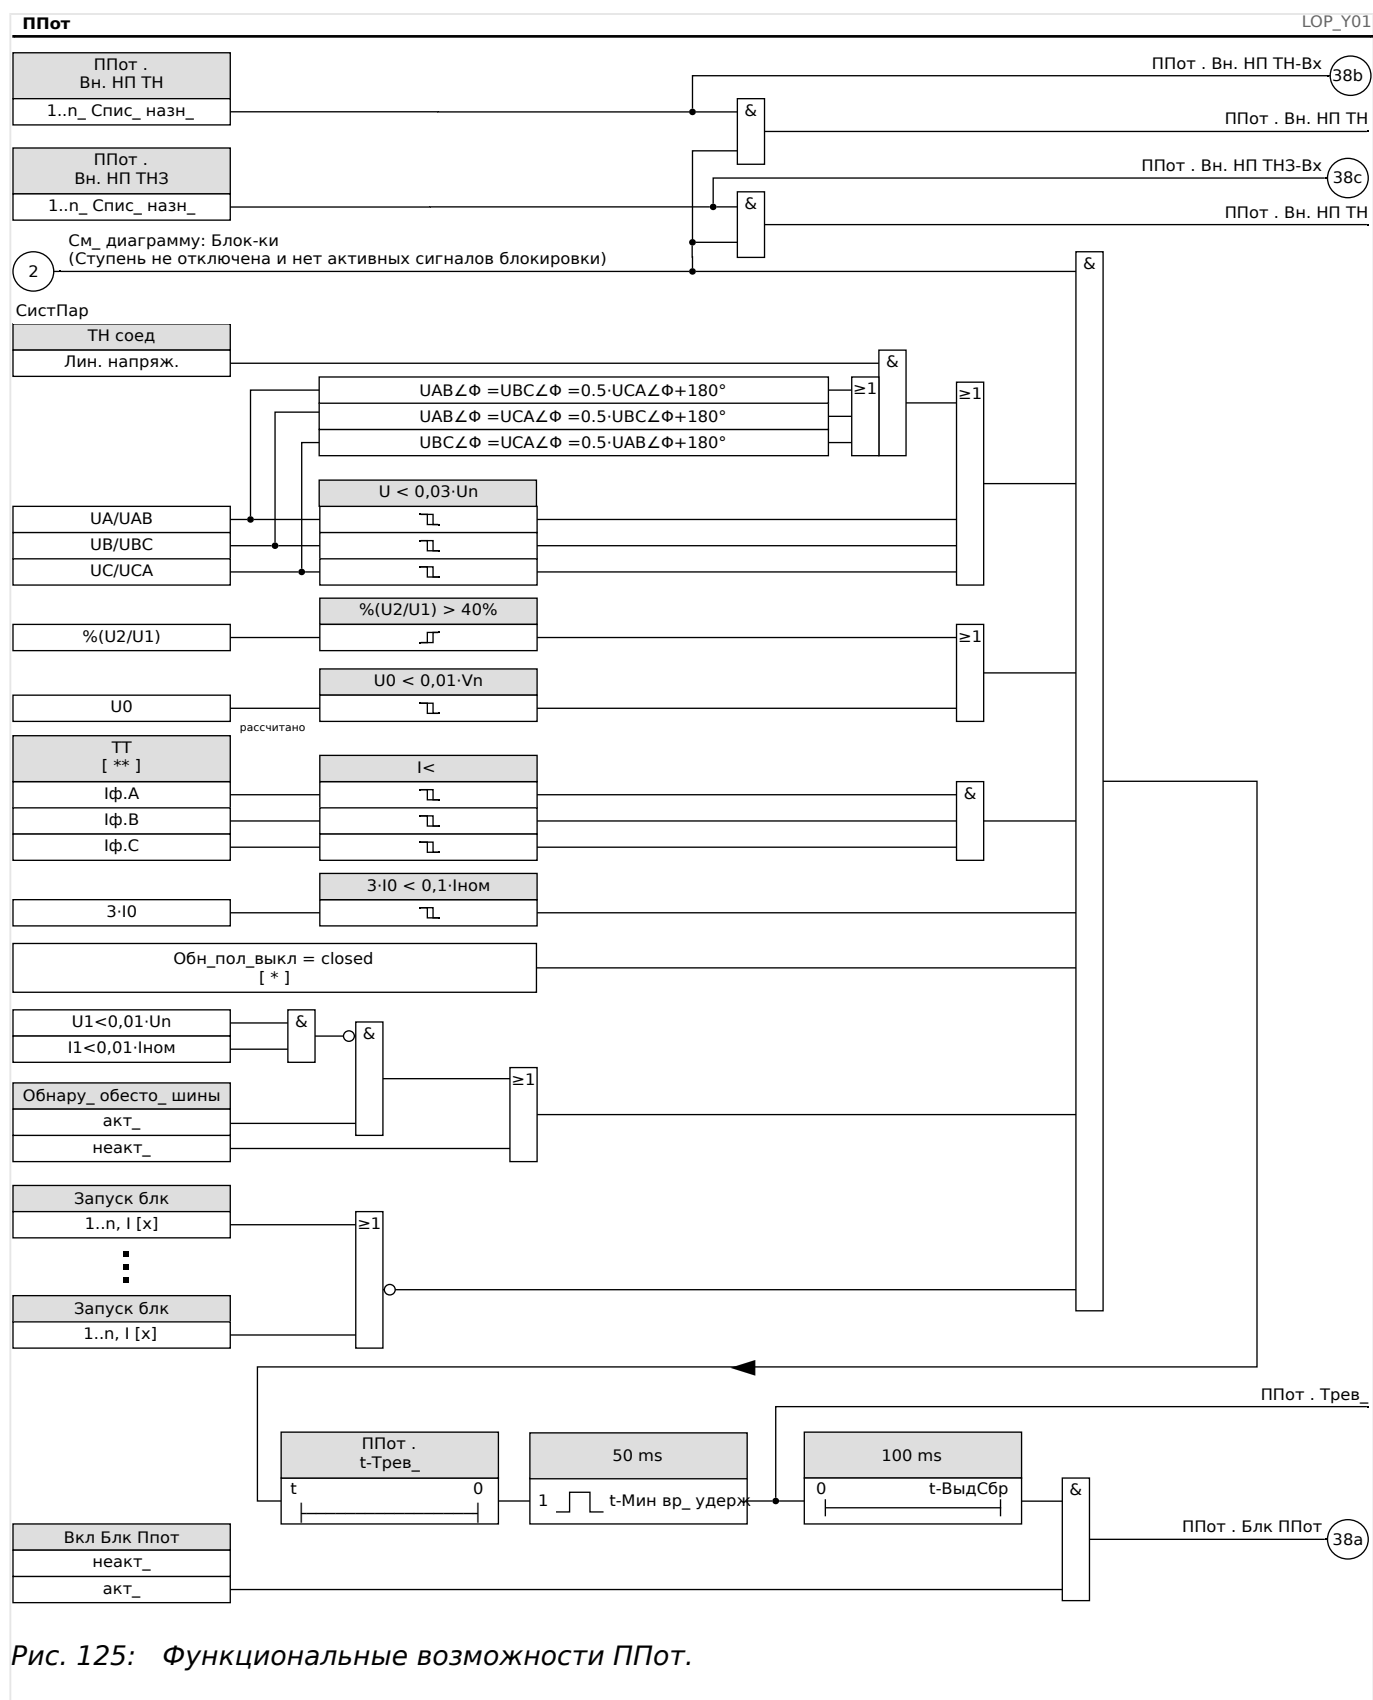 ППот
LOP_Y01
ППот .
Вн. НП ТН
1..n_ Спис_ назн_
ППот . Вн. НП ТН-Вх
38b
&
ППот . Вн. НП ТН
ППот .
Вн. НП ТНЗ
1..n_ Спис_ назн_
ППот . Вн. НП ТНЗ-Вх
38c
&
ППот . Вн. НП ТН
См_ диаграмму: Блок-ки
(Ступень не отключена и нет активных сигналов блокировки)
2
&
СистПар
ТН соед
Лин. напряж.
&
UAB∠Φ =UBC∠Φ =0.5·UCA∠Φ+180°
≥1
≥1
UAB∠Φ =UCA∠Φ =0.5·UBC∠Φ+180°
UBC∠Φ =UCA∠Φ =0.5·UAB∠Φ+180°
U < 0,03·Un
UA/UAB
UB/UBC
UC/UCA
%(U2/U1) > 40%
%(U2/U1)
≥1
U0 < 0,01·Vn
U0
рассчитано
ТТ
[ ** ]
I<
Iф.A
&
Iф.B
Iф.C
3·I0 < 0,1·Iном
3·I0
Обн_пол_выкл = closed
[ * ]
U1<0,01·Un
&
&
I1<0,01·Iном
≥1
Обнару_ обесто_ шины
акт_
неакт_
Запуск блк
1..n, I [x]
≥1
Запуск блк
1..n, I [x]
ППот . Трев_
ППот .
t-Трев_
50 ms
100 ms
t
0
1
t-Мин вр_ удерж
0
t-ВыдСбр
&
Вкл Блк Ппот
ППот . Блк ППот
38a
неакт_
акт_
Рис. 125: Функциональные возможности ППот.